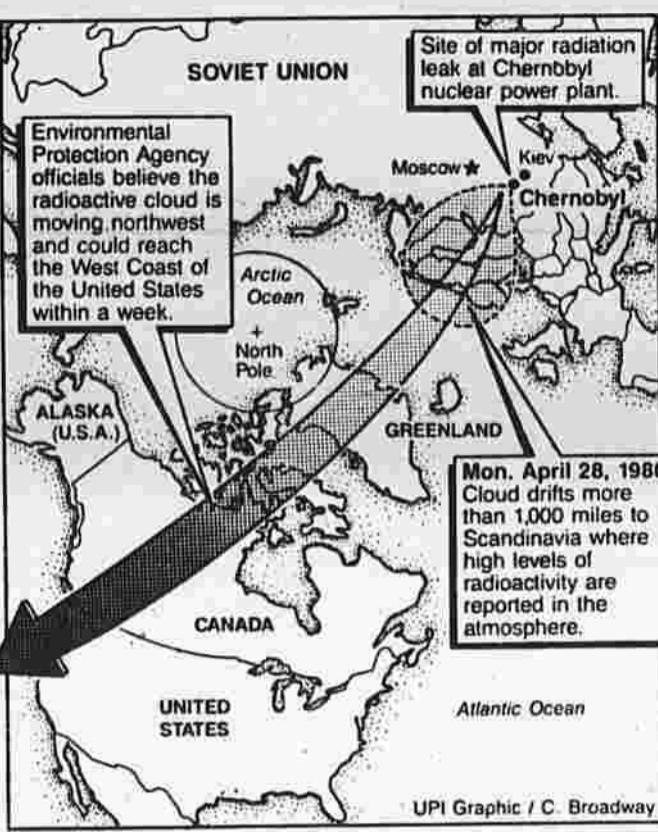 SOVIET UNION
Site of major radiation
leak at Chernobyl
nuclear power plant.
Environmental
Protection Agency
officials believe the
radioactive cloud is
moving northwest
and could reach
the West Coast of
the United States
within a week.
Moscow
Kiev
Chernobyl
Arctic
Ocean
North
Pole
ALASKA
(U.S.A.)
GREENLAND
Mon. April 28, 1986
Cloud drifts more
than 1,000 miles to
Scandinavia where
high levels of
radioactivity are
reported in the
atmosphere.
CANADA
UNITED
STATES
Atlantic Ocean
UPI Graphic / C. Broadway